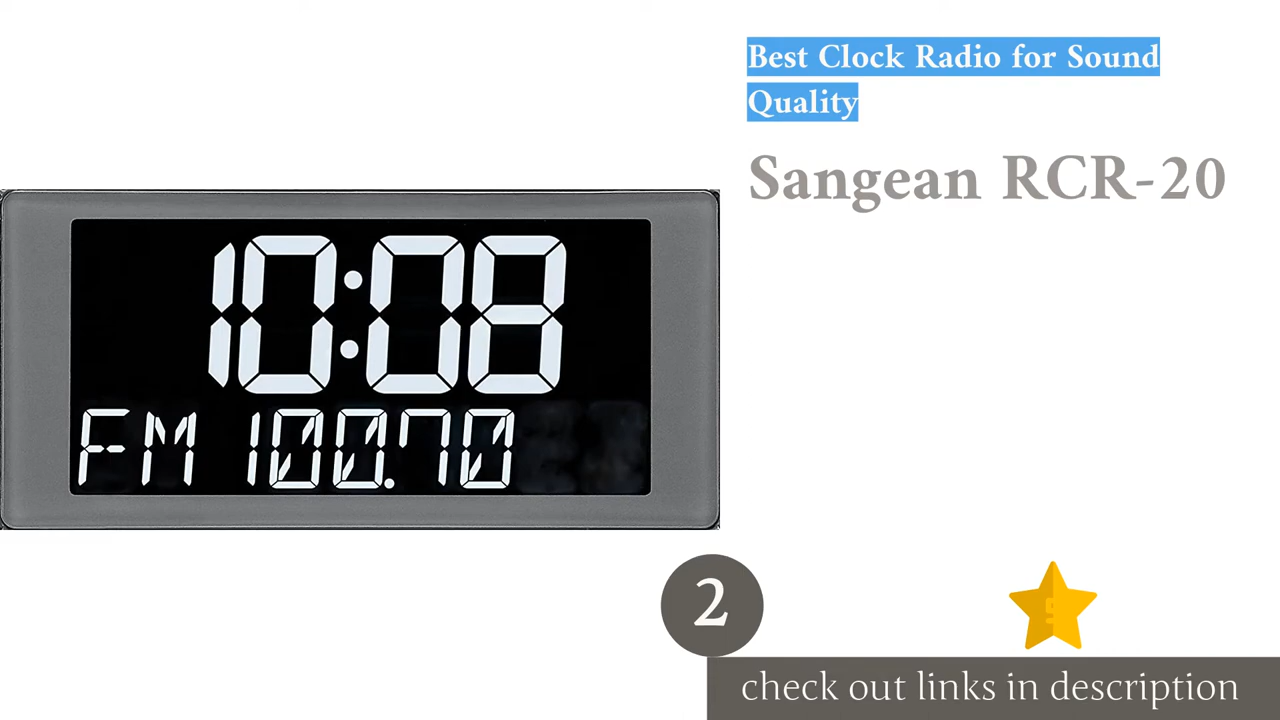 Best Clock Radio for Sound
Quality
Sangean RCR-20
10:08
FM 100.70
2
check out links in description